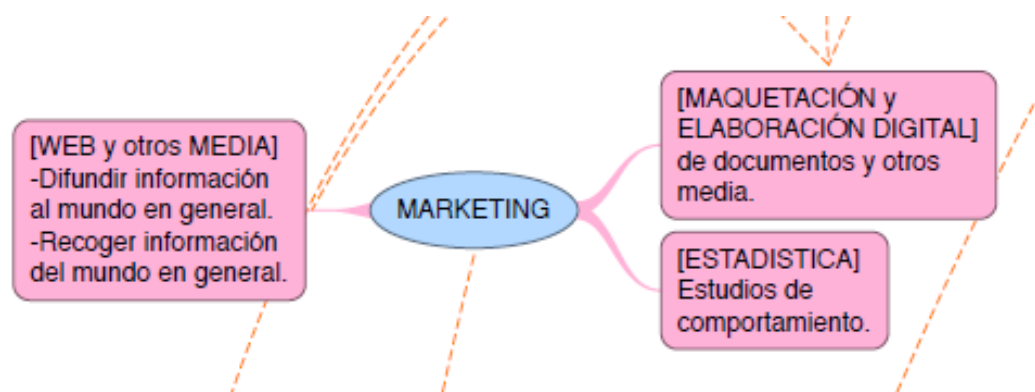 [WEB y otros MEDIA]
-Difundir información
al mundo en general.
-Recoger información
del mundo en general.
MARKETING
[MAQUETACIÓN y
ELABORACIÓN DIGITAL]
de documentos y otros
media.
[ESTADISTICA]
Estudios de
comportamiento.